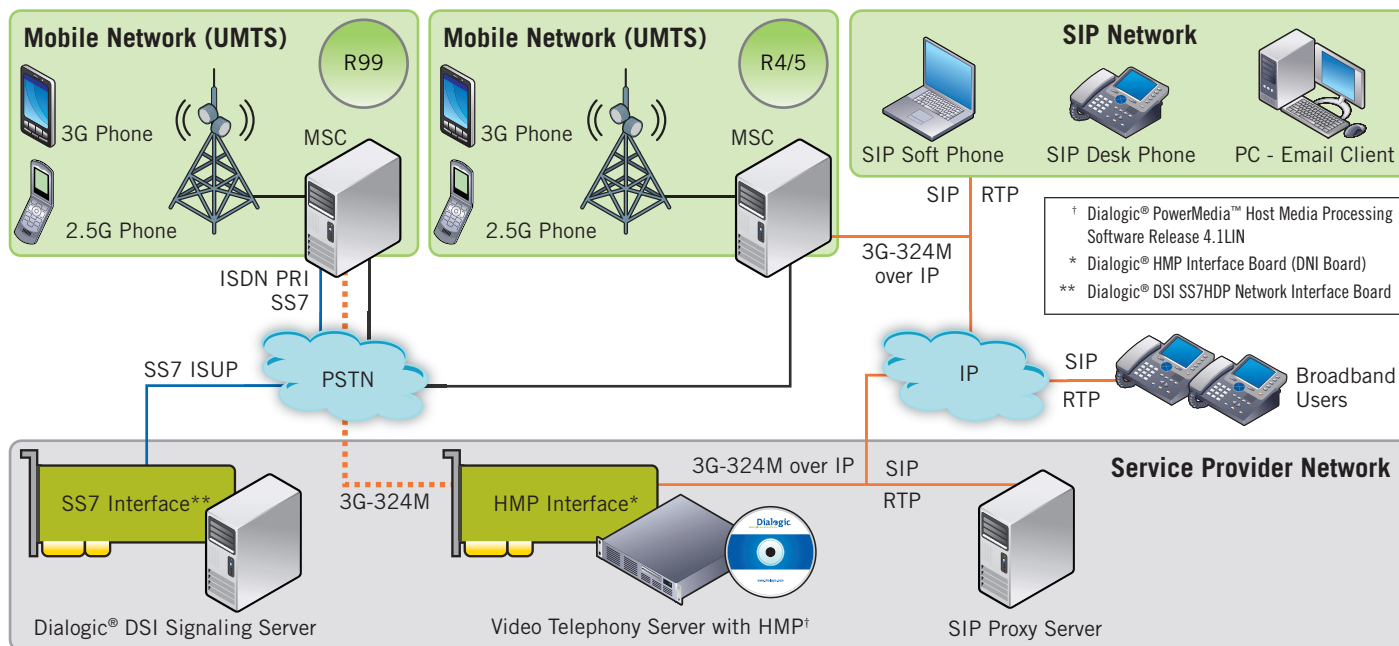 Mobile Network (UMTS)
R99
3G Phone
2.5G Phone
MSC
Mobile Network (UMTS)
R4/5
3G Phone
2.5G Phone
MSC
SIP Network
SIP Soft Phone
SIP Desk Phone
PC - Email Client
SIP
RTP
† Dialogic® PowerMedia™ Host Media Processing
Software Release 4.1LIN
* Dialogic® HMP Interface Board (DNI Board)
** Dialogic® DSI SS7HDP Network Interface Board
3G-324M
over IP
ISDN PRI
SS7
SS7 ISUP
PSTN
IP
SIP
RTP
Broadband
Users
Service Provider Network
SS7 Interface**
3G-324M
HMP Interface*
3G-324M over IP
SIP
RTP
Dialogic
Dialogic® DSI Signaling Server
Video Telephony Server with HMP†
SIP Proxy Server